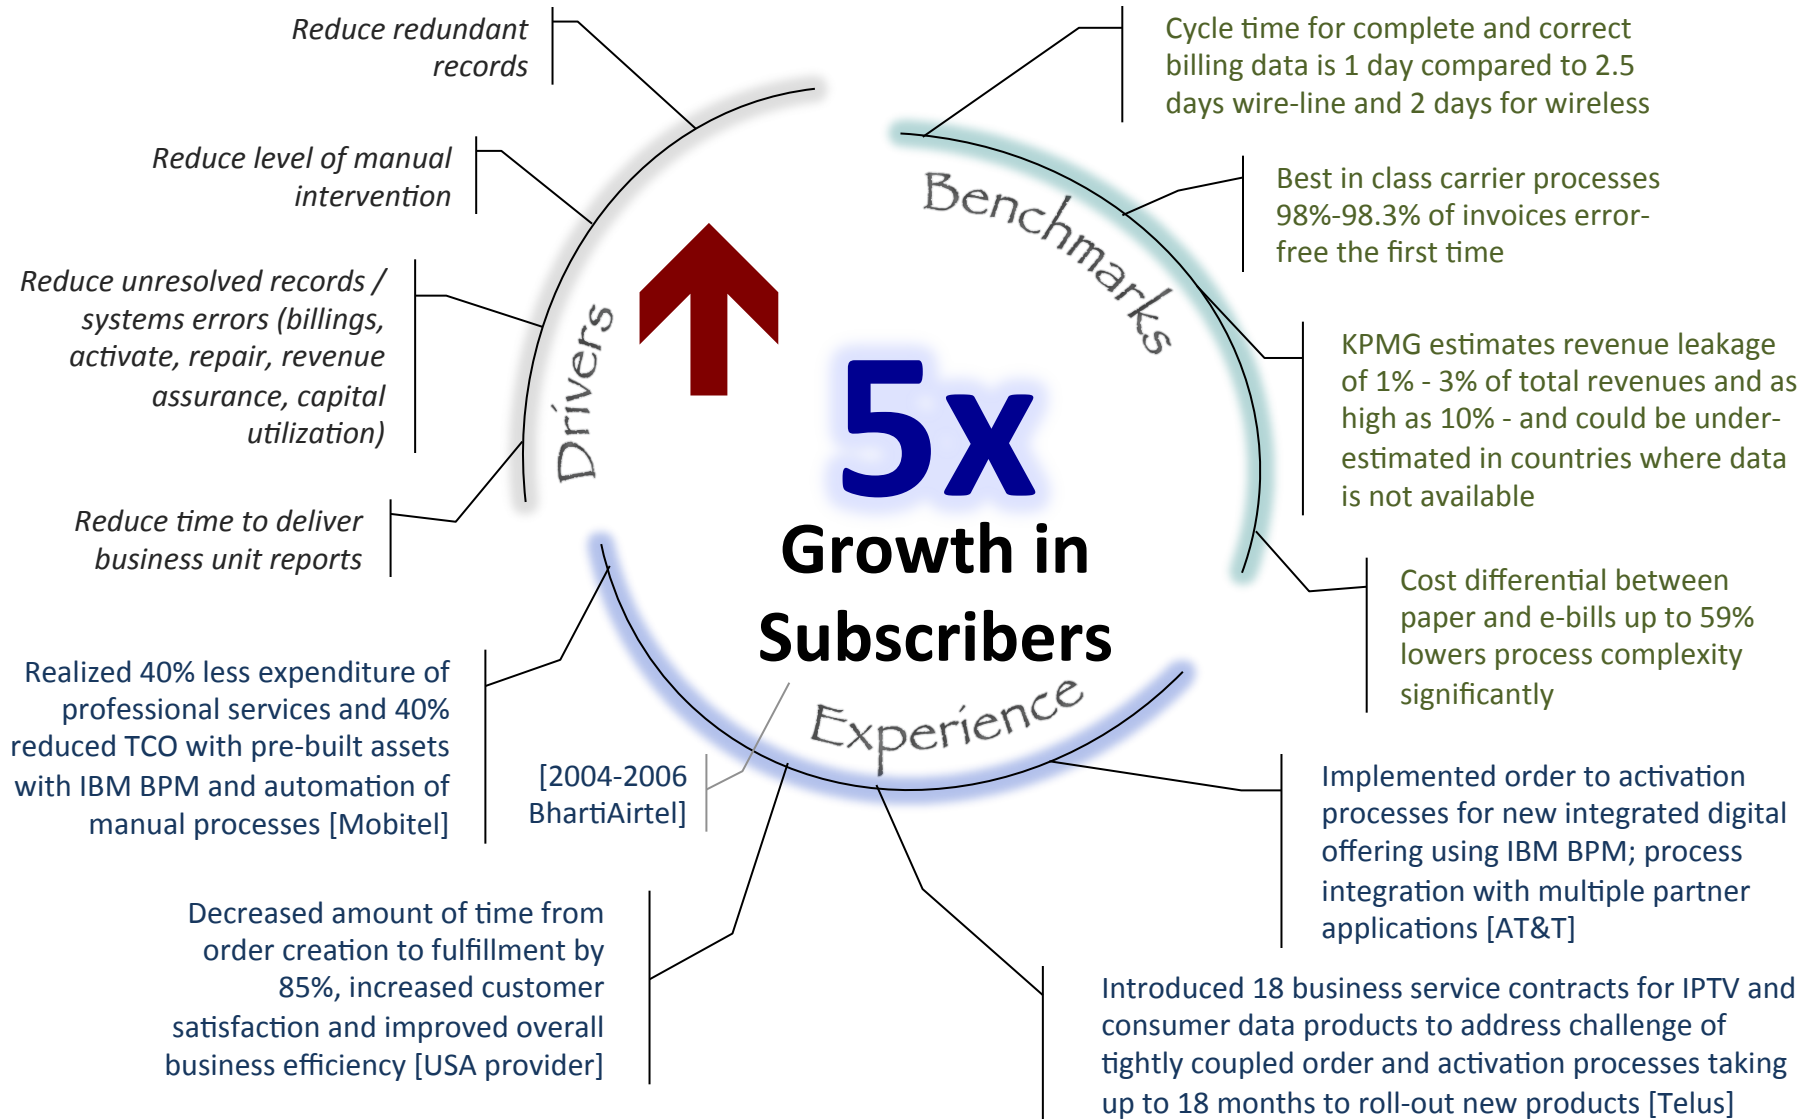 Reduce redundant
records
Reduce level of manual
intervention
Reduce unresolved records /
systems errors (billings,
activate, repair, revenue
assurance, capital
utilization)
Reduce time to deliver
business unit reports
Drivers
Benchmarks
Cycle time for complete and correct
billing data is 1 day compared to 2.5
days wire-line and 2 days for wireless
Best in class carrier processes
98%-98.3% of invoices error-
free the first time
KPMG estimates revenue leakage
of 1% - 3% of total revenues and as
high as 10% - and could be under-
estimated in countries where data
is not available
Cost differential between
paper and e-bills up to 59%
lowers process complexity
significantly
5x
Growth in
Subscribers
Experience
[2004-2006
BhartiAirtel]
Realized 40% less expenditure of
professional services and 40%
reduced TCO with pre-built assets
with IBM BPM and automation of
manual processes [Mobitel]
Decreased amount of time from
order creation to fulfillment by
85%, increased customer
satisfaction and improved overall
business efficiency [USA provider]
Implemented order to activation
processes for new integrated digital
offering using IBM BPM; process
integration with multiple partner
applications [AT&T]
Introduced 18 business service contracts for IPTV and
consumer data products to address challenge of
tightly coupled order and activation processes taking
up to 18 months to roll-out new products [Telus]